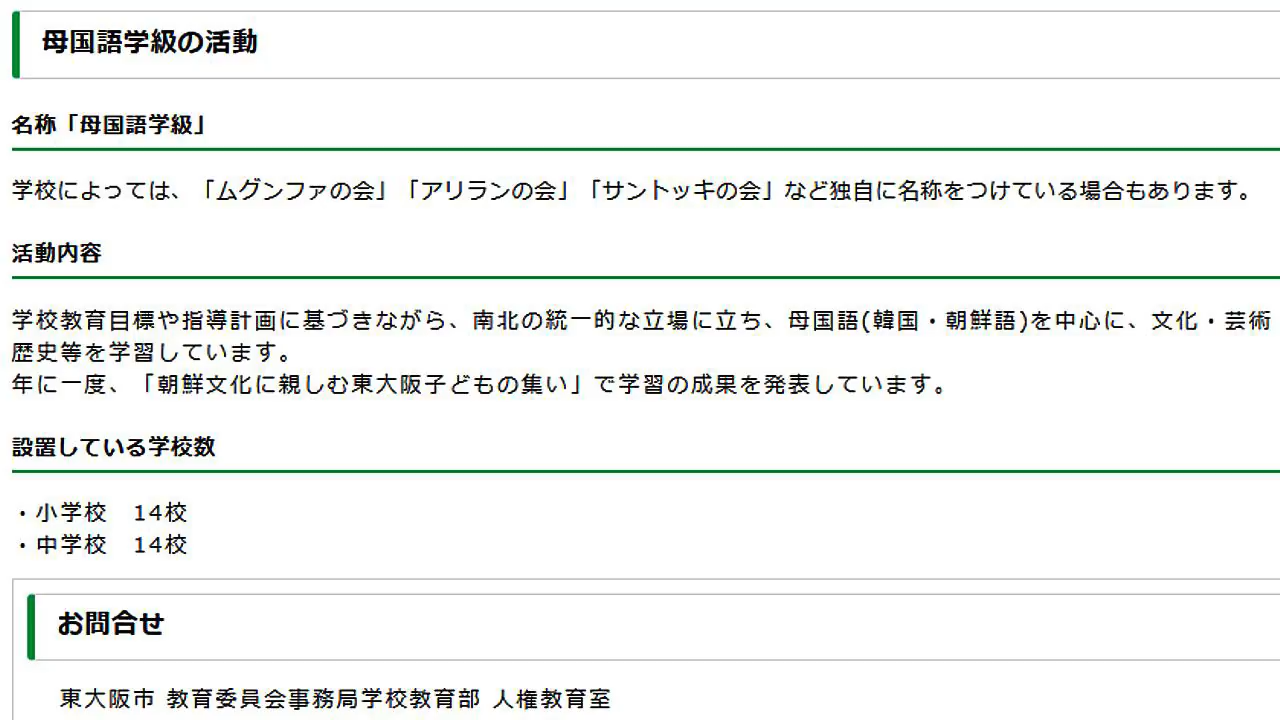 母国語学級の活動
名称「母国語学級」
学校によっては、「ムグンファの会」「アリランの会」「サントッキの会」など独自に名称をつけている場合もあります。
活動内容
学校教育目標や指導計画に基づきながら、南北の統一的な立場に立ち、母国語(韓国・朝鮮語)を中心に、文化・芸術
歴史等を学習しています。
年に一度、「朝鮮文化に親しむ東大阪子どもの集い」で学習の成果を発表しています。
設置している学校数
・小学校　14校
・中学校　14校
お問合せ
東大阪市 教育委員会事務局学校教育部 人権教育室